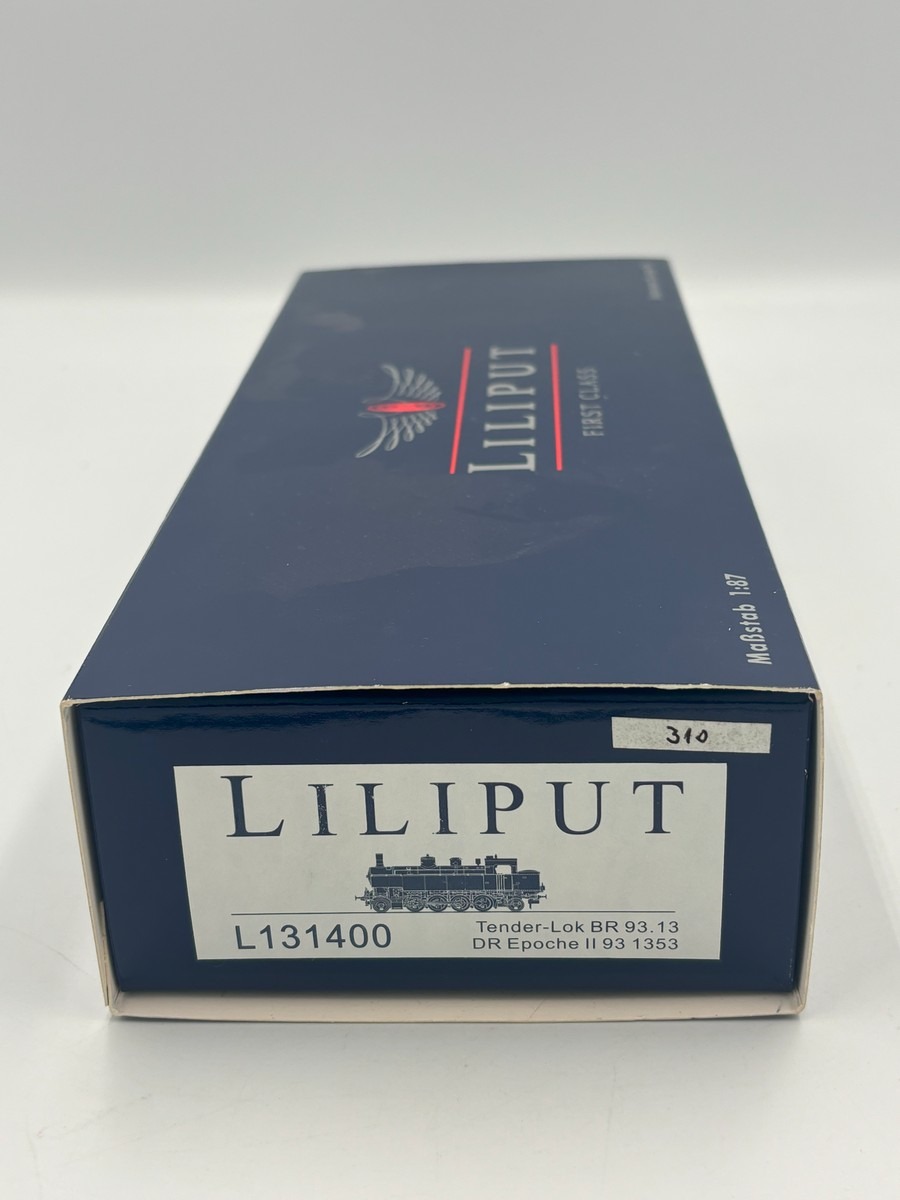 LILIPUT
FIRST CLASS
Maßstab 1:87
310
LILIPUT
L131400
Tender-Lok BR 93.13
DR Epoche II 93 1353